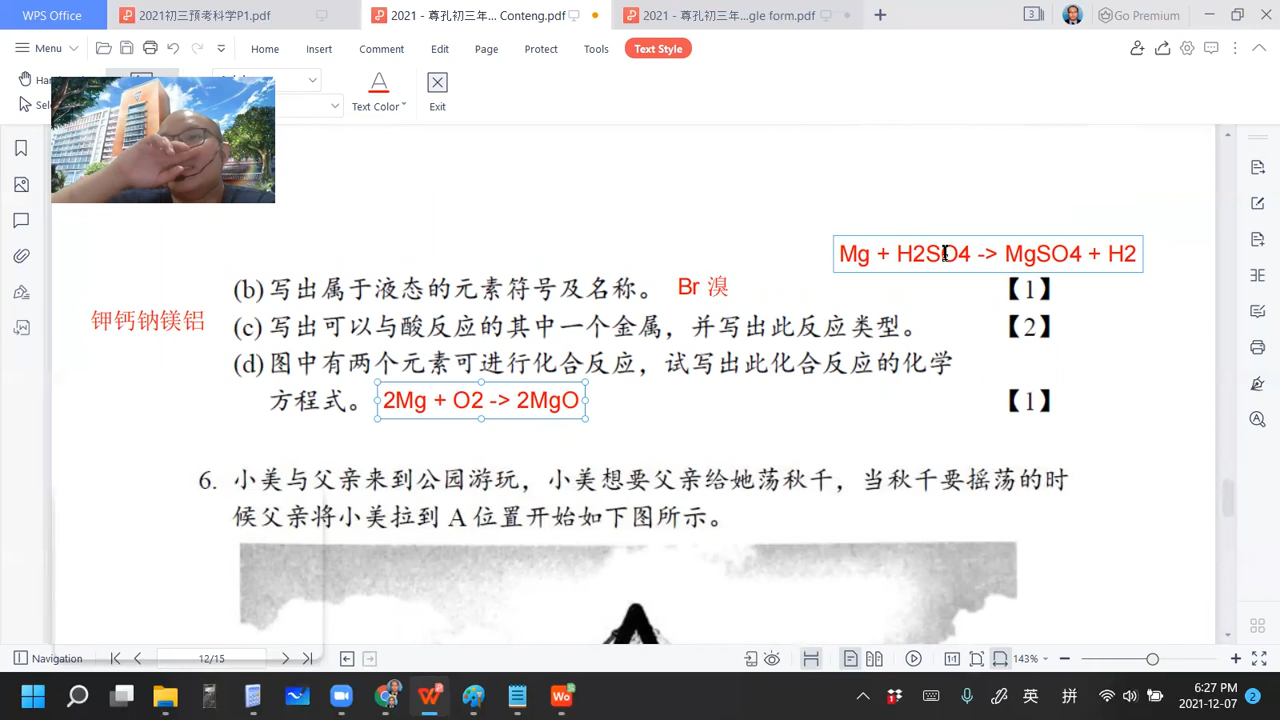 WPS Office
2021初三预考科学P1.pdf
2021 - 尊孔初三年... Conteng.pdf
2021 - 尊孔初三年...gle form.pdf
3
Go Premium
Menu
Home
Insert
Comment
Edit
Page
Protect
Tools
Text Style
Text Color
Exit
Mg + H2SO4 -> MgSO4 + H2
(b) 写出属于液态的元素符号及名称。 Br 溴 【1】
钾钙钠镁铝
(c) 写出可以与酸反应的其中一个金属，并写出此反应类型。 【2】
(d) 图中有两个元素可进行化合反应，试写出此化合反应的化学
方程式。 2Mg + O2 -> 2MgO 【1】
6. 小美与父亲来到公园游玩，小美想要父亲给她荡秋千，当秋千要摇荡的时
候父亲将小美拉到 A 位置开始如下图所示。
Navigation
12/15
143%
英
拼
6:27 PM
2021-12-07